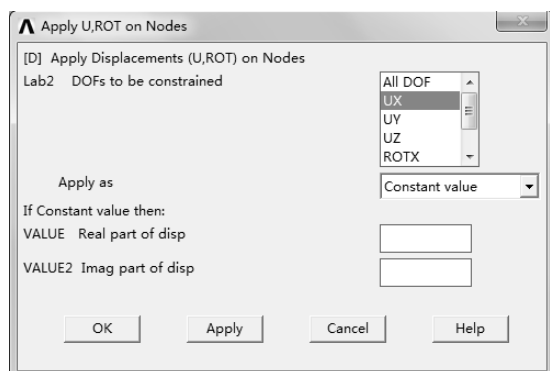 Apply U,ROT on Nodes
[D] Apply Displacements (U,ROT) on Nodes
Lab2 DOFs to be constrained
All DOF
UX
UY
UZ
ROTX
Apply as
Constant value
If Constant value then:
VALUE Real part of disp
VALUE2 Imag part of disp
OK Apply Cancel Help